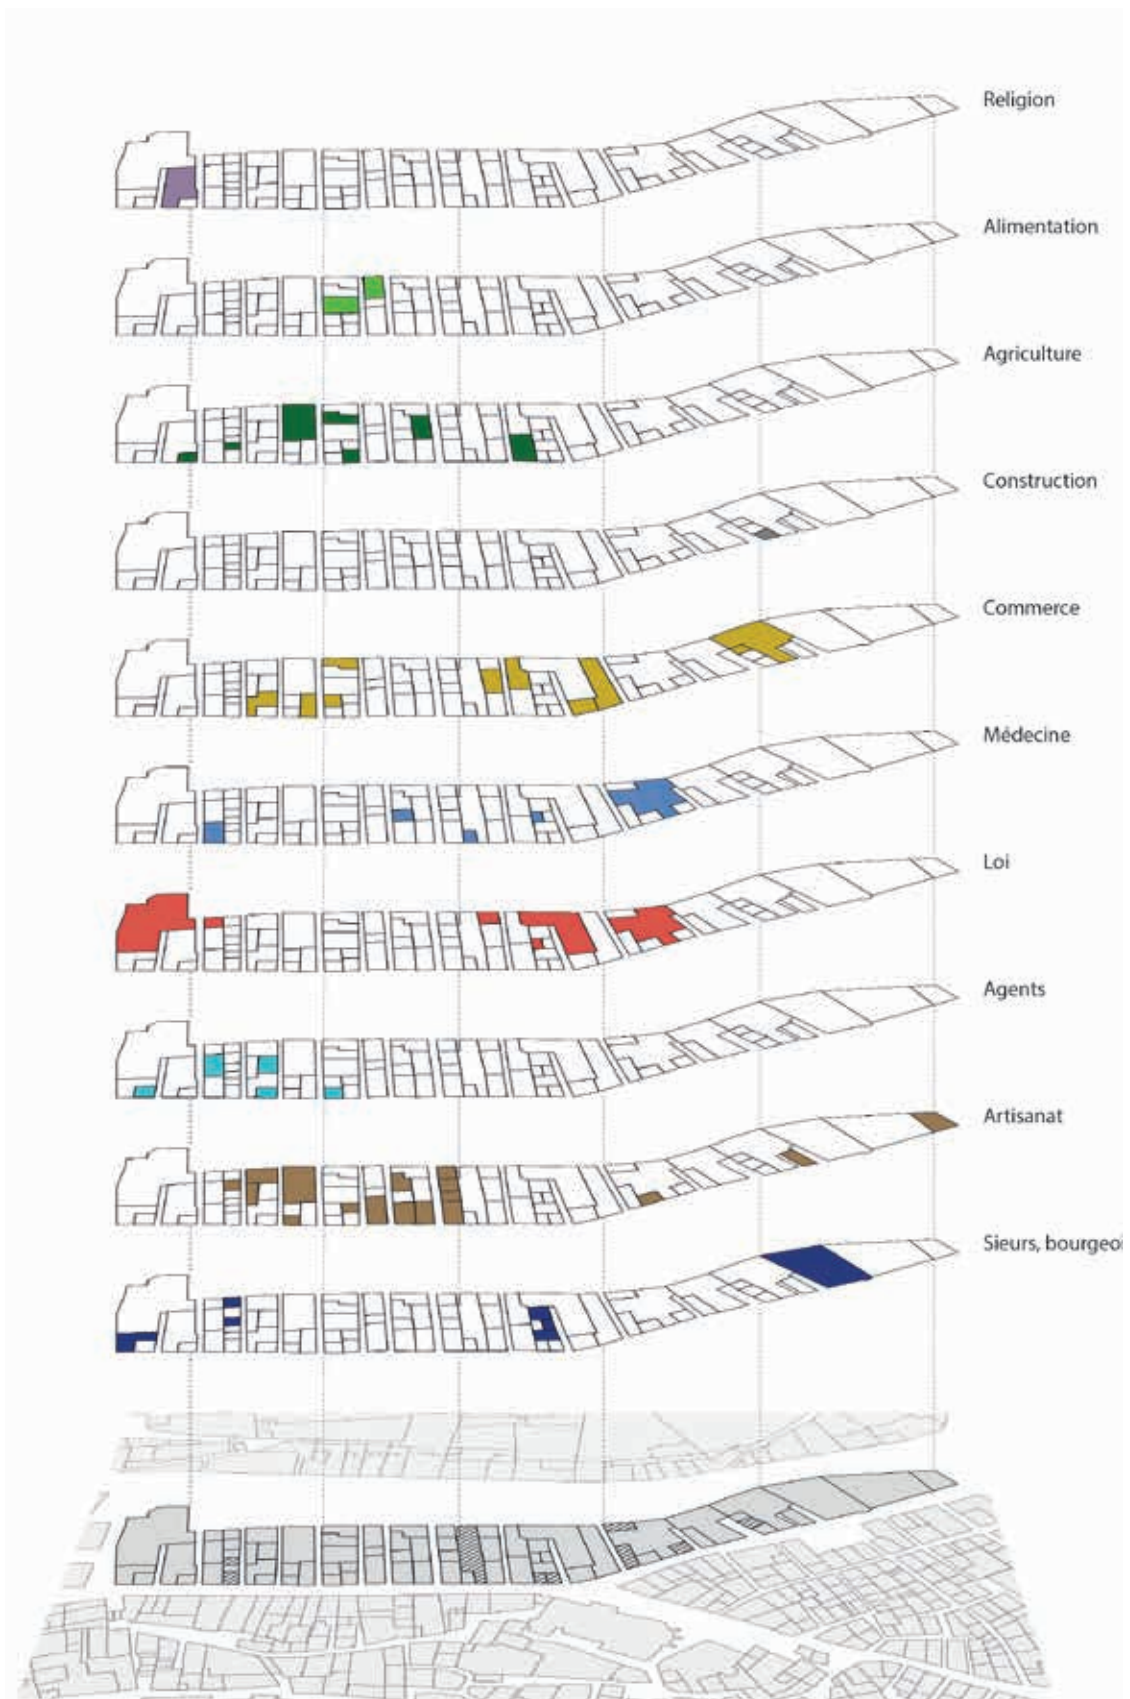 Religion
Alimentation
Agriculture
Construction
Commerce
Médecine
Loi
Agents
Artisanat
Sieurs, bourgeoi